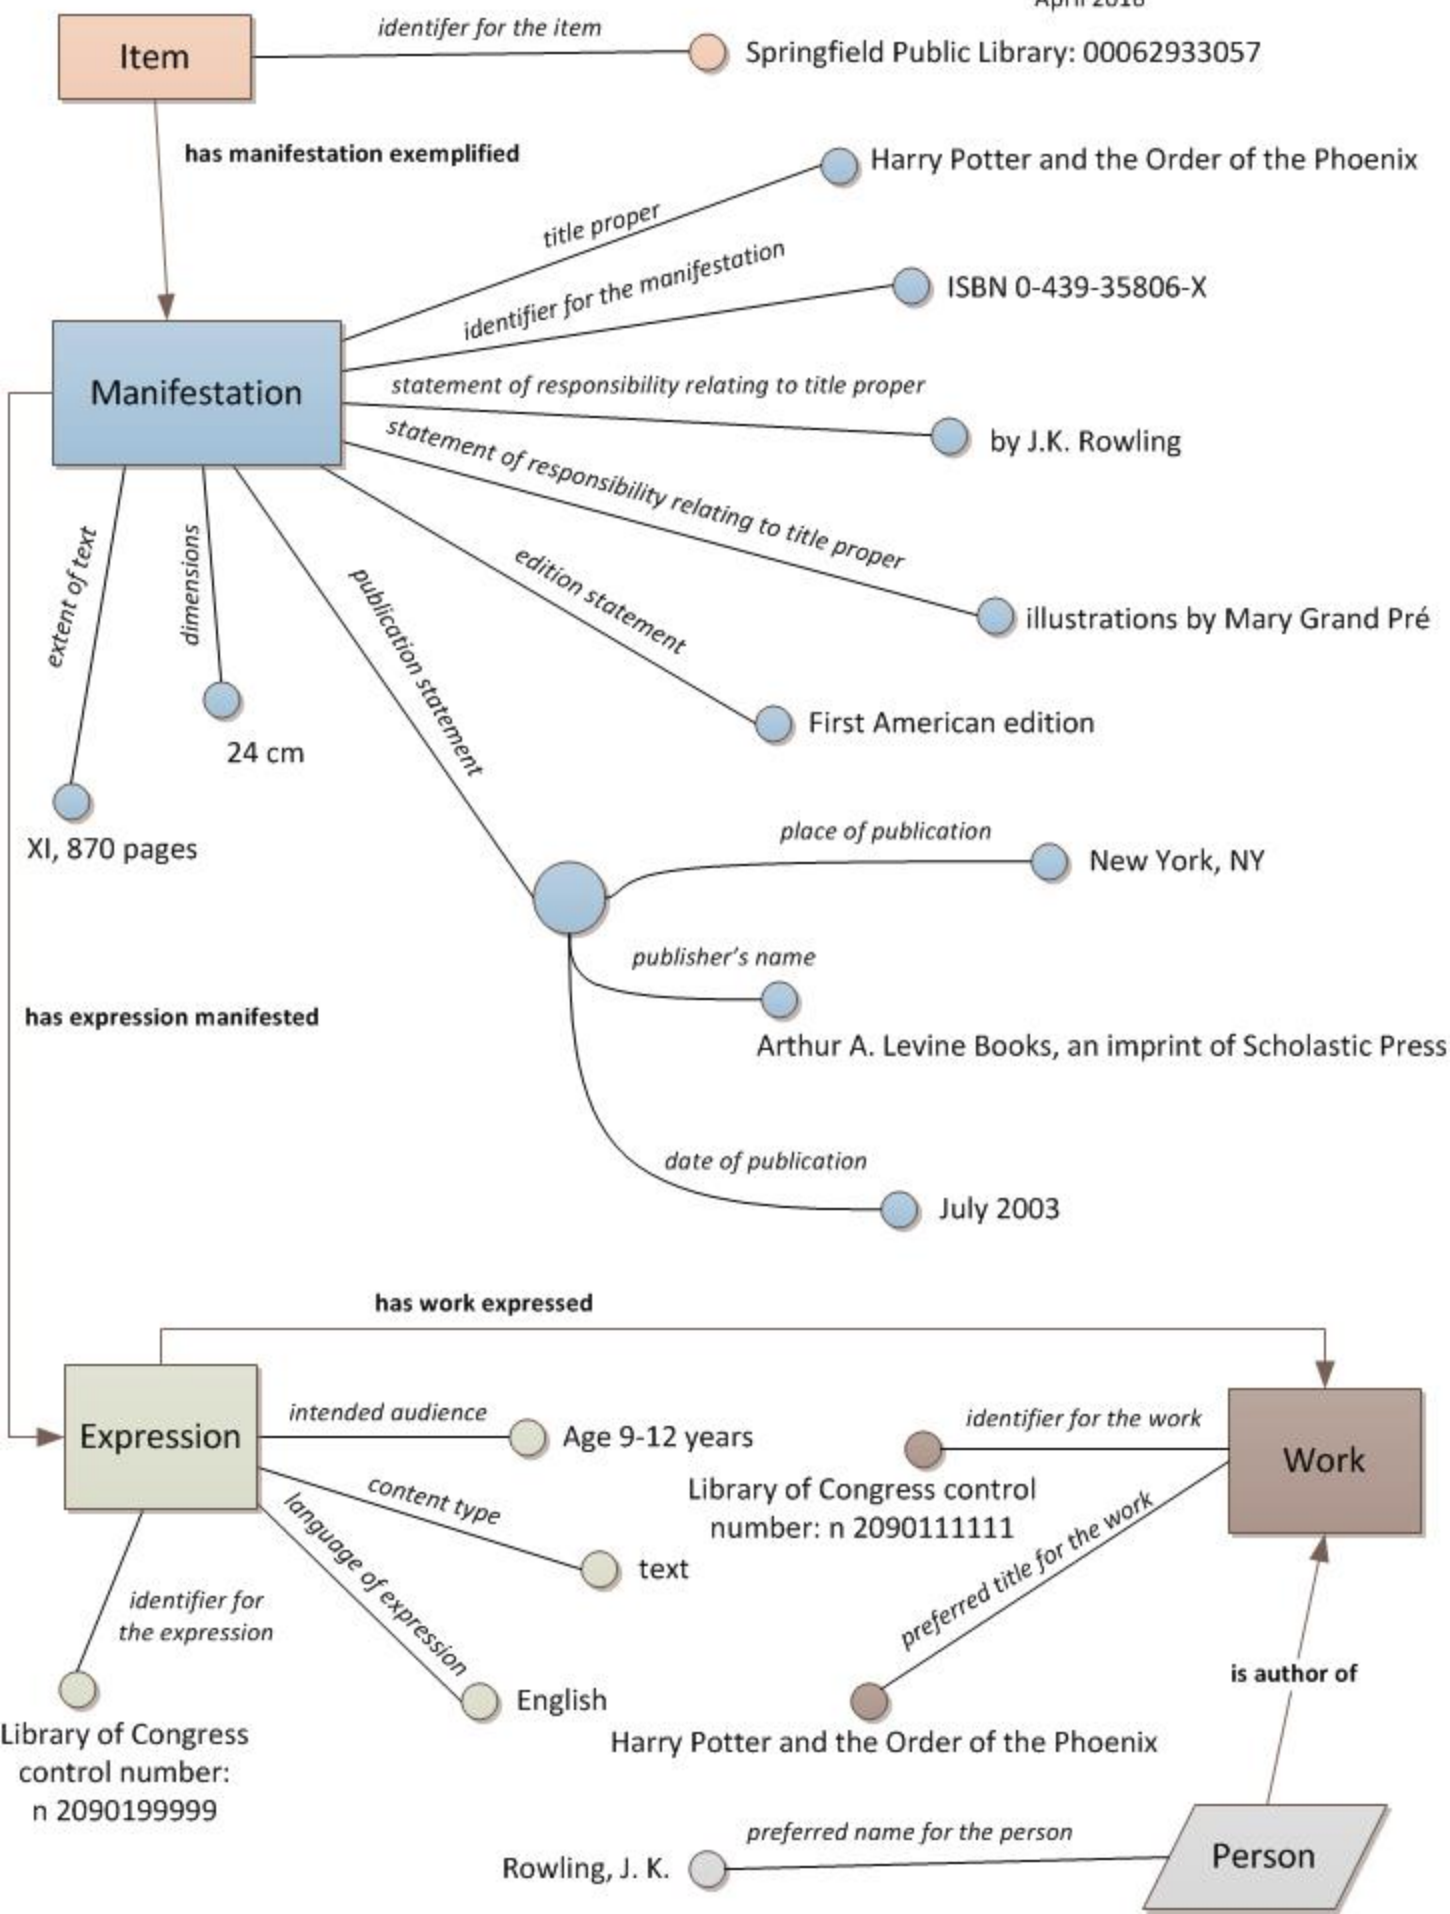 April 2016
identifer for the item
Item
Springfield Public Library: 00062933057
has manifestation exemplified
Harry Potter and the Order of the Phoenix
title proper
identifier for the manifestation
ISBN 0-439-35806-X
Manifestation
statement of responsibility relating to title proper
by J.K. Rowling
statement of responsibility relating to title proper
illustrations by Mary Grand Pré
extent of text
dimensions
publication statement
edition statement
First American edition
24 cm
XI, 870 pages
place of publication
New York, NY
publisher's name
Arthur A. Levine Books, an imprint of Scholastic Press
has expression manifested
date of publication
July 2003
has work expressed
Expression
intended audience
Age 9-12 years
content type
text
language of expression
English
identifier for
the expression
Library of Congress
control number:
n 2090199999
identifier for the work
Work
Library of Congress control
number: n 2090111111
preferred title for the work
Harry Potter and the Order of the Phoenix
is author of
preferred name for the person
Rowling, J. K.
Person